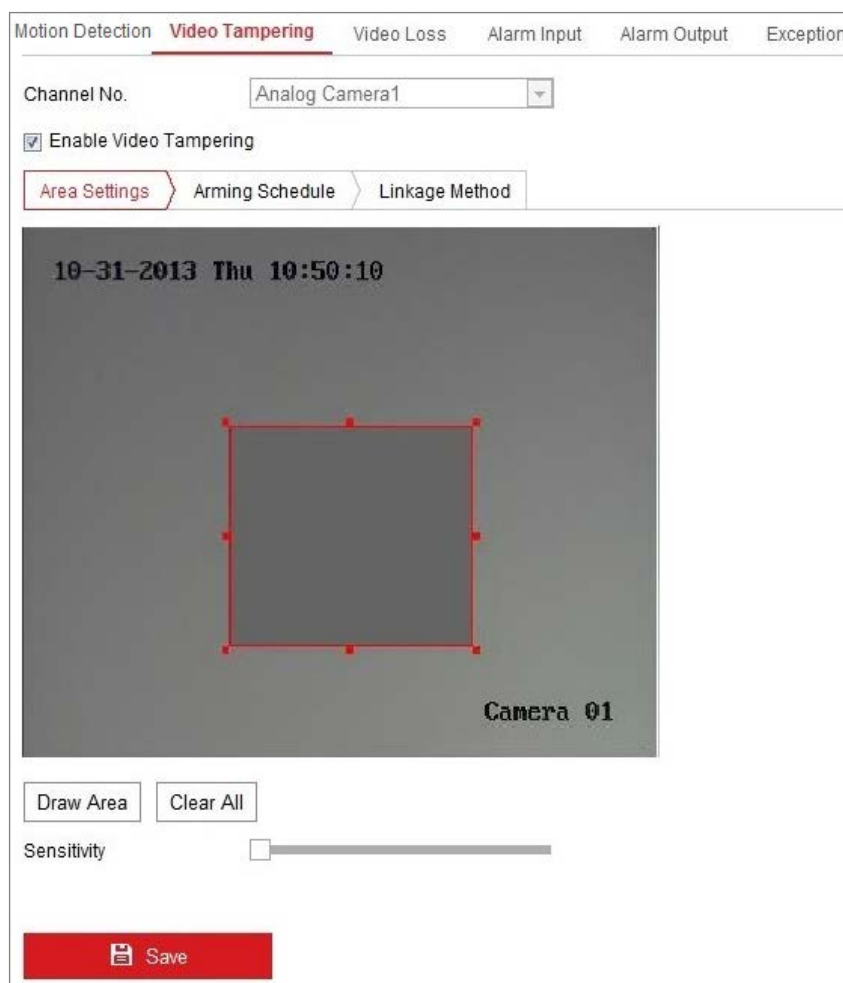 Motion Detection Video Tampering Video Loss Alarm Input Alarm Output Exception
Channel No. Analog Camera1
Enable Video Tampering
Area Settings Arming Schedule Linkage Method
10-31-2013 Thu 10:50:10
Camera 01
Draw Area Clear All
Sensitivity
Save